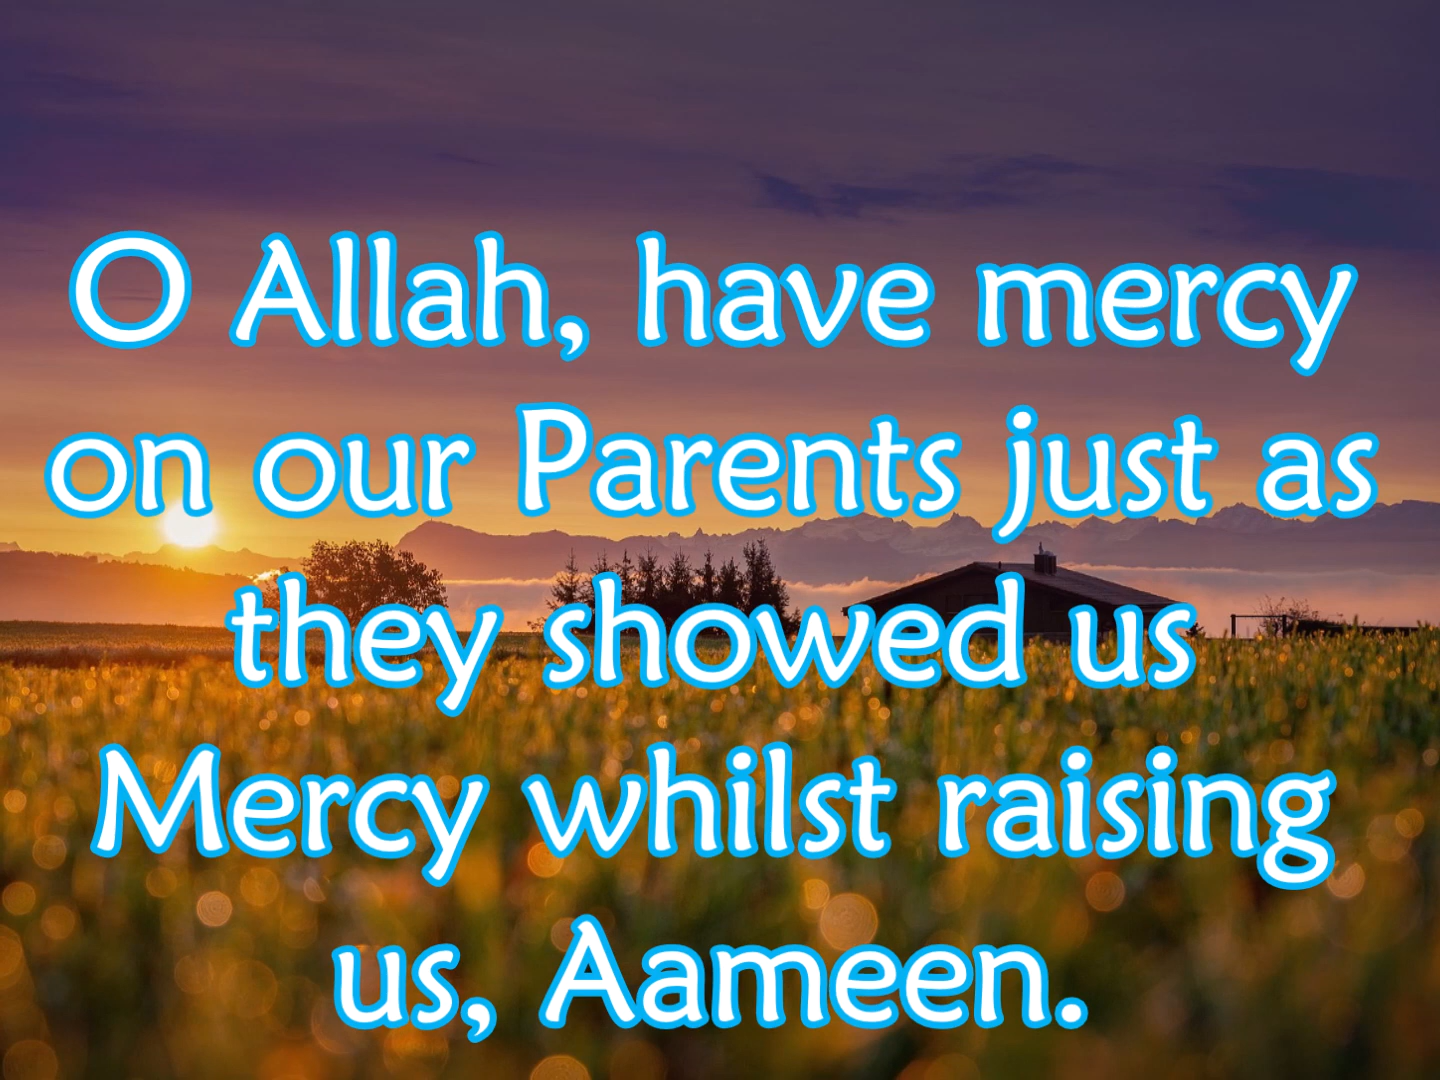 O Allah, have mercy
on our Parents just as
they showed us
Mercy whilst raising
us, Aameen.